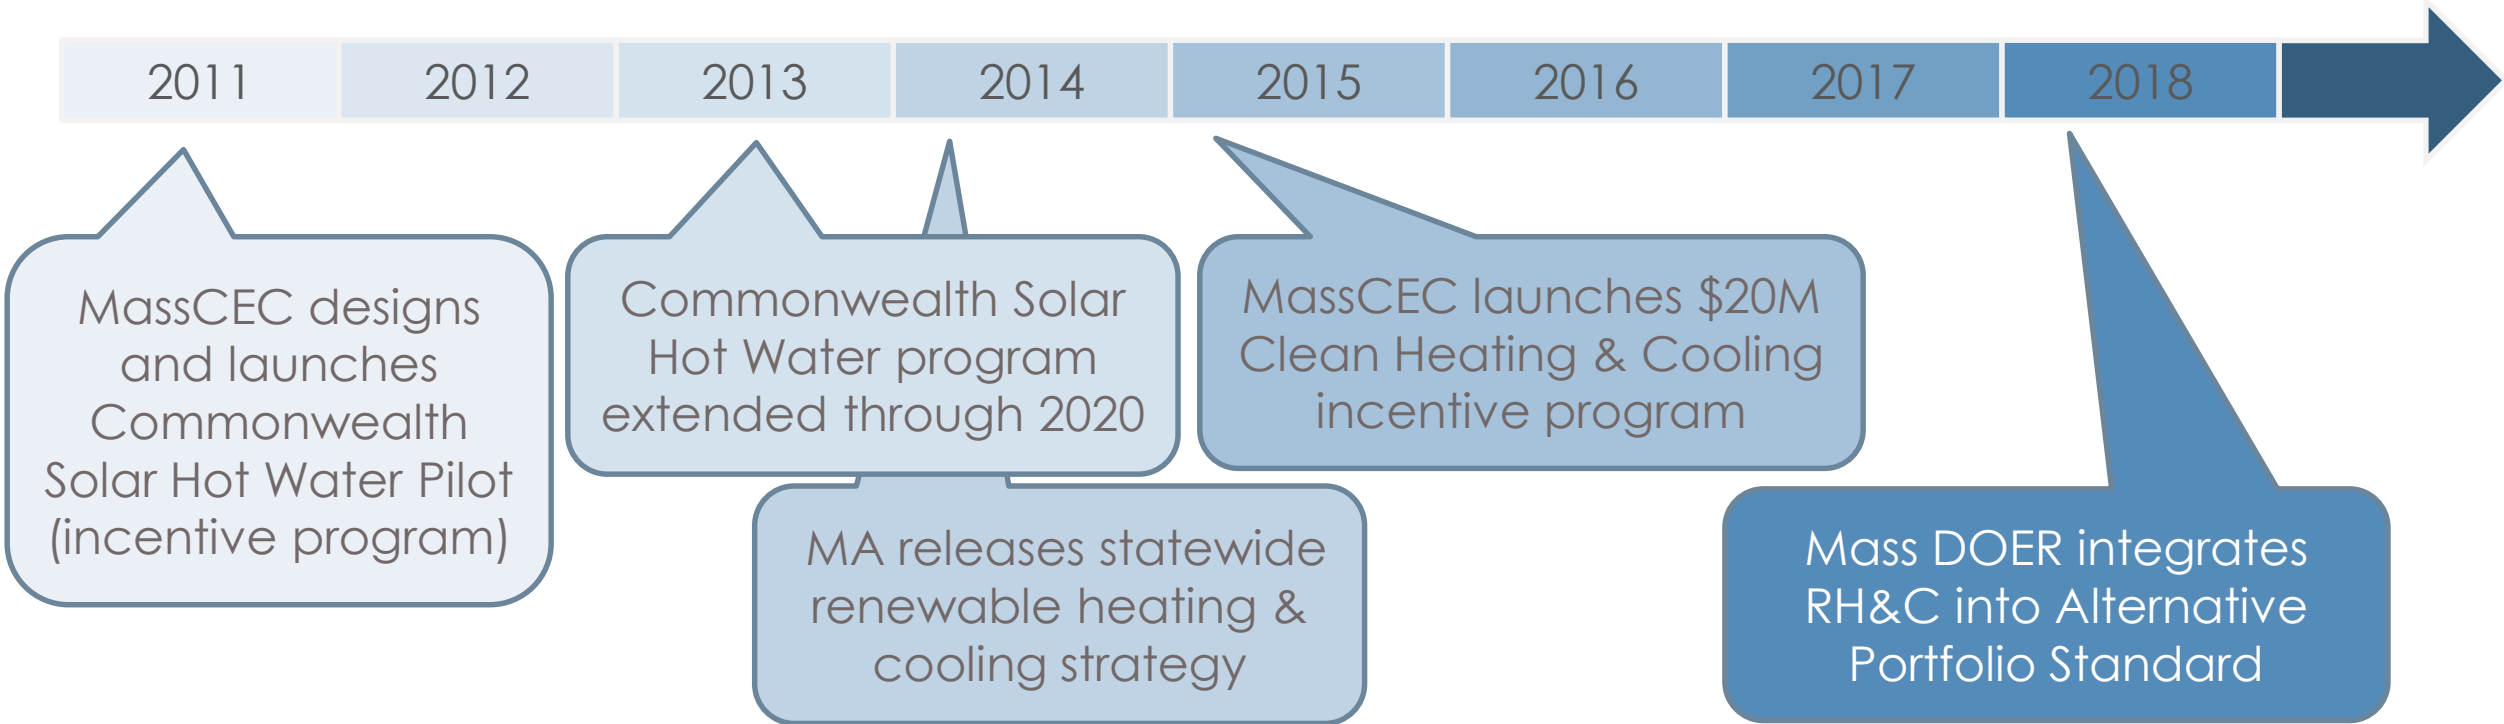 2011 2012 2013 2014 2015 2016 2017 2018
MassCEC designs
and launches
Commonwealth
Solar Hot Water Pilot
(incentive program)
Commonwealth Solar
Hot Water program
extended through 2020
MA releases statewide
renewable heating &
cooling strategy
MassCEC launches $20M
Clean Heating & Cooling
incentive program
Mass DOER integrates
RH&C into Alternative
Portfolio Standard